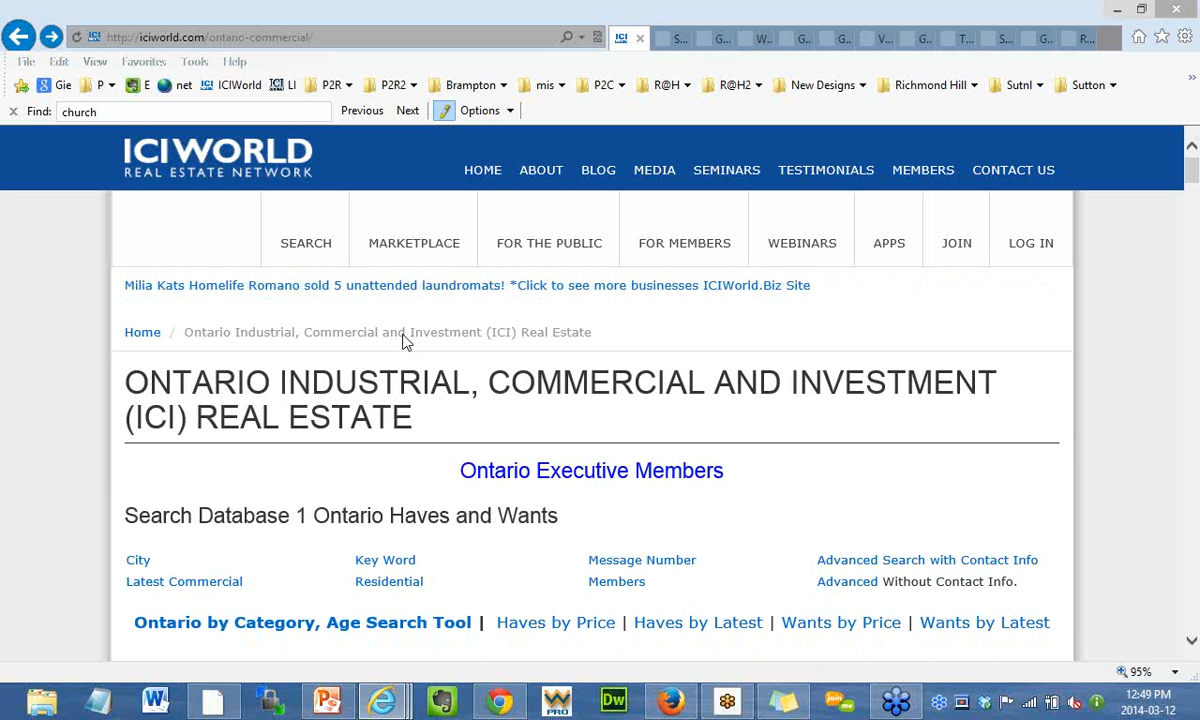 http://iciworld.com/ontario-commercial/
ICI
S... G... W... G... G... V... G... T... S... G... R...
File Edit View Favorites Tools Help
Gie P E net ICIWorld LI P2R P2R2 Brampton mis P2C R@H R@H2 New Designs Richmond Hill Sutnl Sutton
x Find: church Previous Next Options
ICIWORLD
REAL ESTATE NETWORK
HOME ABOUT BLOG MEDIA SEMINARS TESTIMONIALS MEMBERS CONTACT US
SEARCH MARKETPLACE FOR THE PUBLIC FOR MEMBERS WEBINARS APPS JOIN LOG IN
Milia Kats Homelife Romano sold 5 unattended laundromats! *Click to see more businesses ICIWorld.Biz Site
Home / Ontario Industrial, Commercial and Investment (ICI) Real Estate
ONTARIO INDUSTRIAL, COMMERCIAL AND INVESTMENT
(ICI) REAL ESTATE
Ontario Executive Members
Search Database 1 Ontario Haves and Wants
City Key Word Message Number Advanced Search with Contact Info
Latest Commercial Residential Members Advanced Without Contact Info.
Ontario by Category, Age Search Tool | Haves by Price | Haves by Latest | Wants by Price | Wants by Latest
95%
PRO Dw join me
12:49 PM
2014-03-12